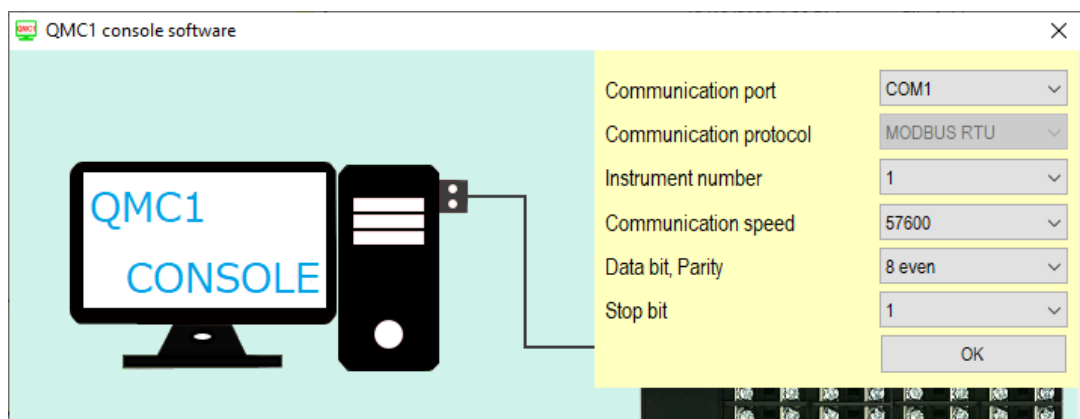 QMC1 QMC1 console software
Communication port COM1
Communication protocol MODBUS RTU
Instrument number 1
Communication speed 57600
Data bit, Parity 8 even
Stop bit 1
OK
QMC1
CONSOLE